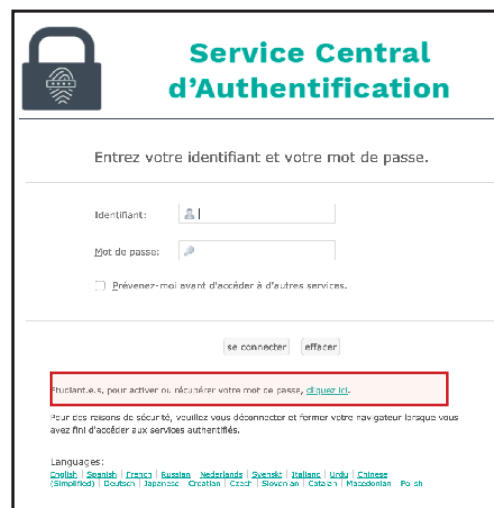 Service Central
d'Authentification
Entrez votre identifiant et votre mot de passe.
Identifiant:
Mot de passe:
Prévenez-moi avant d'accéder à d'autres services.
se connecter effacer
Etudiant.e.s, pour activer ou récupérer votre mot de passe, cliquez ici.
Pour des raisons de sécurité, veuillez vous déconnecter et fermer votre navigateur lorsque vous
avez fini d'accéder aux services authentifiés.
Languages:
English | Spanish | French | Russian | Nederlands | Svenskt | Italiano | Urdu | Chinese
(Simplified) | Deutsch | Japanese | Croatian | Czech | Slovenian | Catalan | Macedonian | Polish